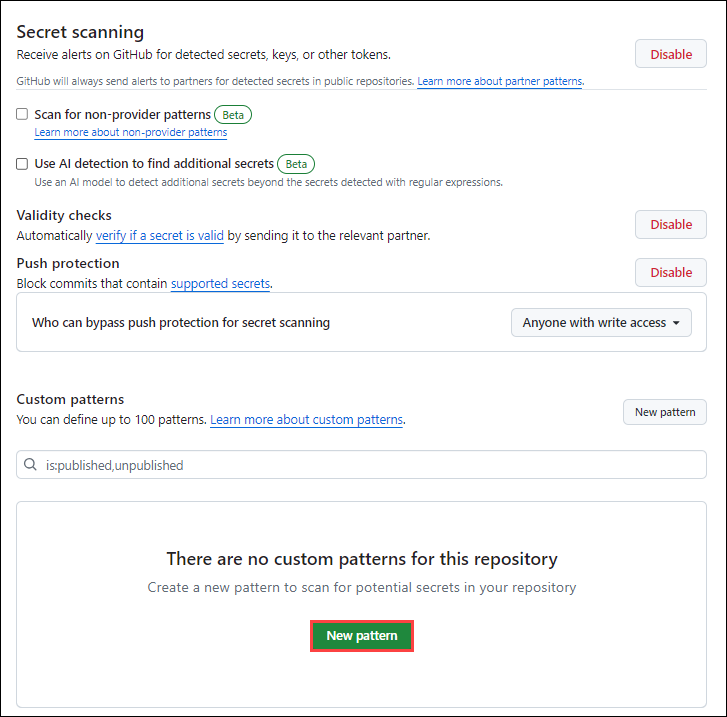 Secret scanning
Receive alerts on GitHub for detected secrets, keys, or other tokens.
Disable
GitHub will always send alerts to partners for detected secrets in public repositories. Learn more about partner patterns.
Scan for non-provider patterns Beta
Learn more about non-provider patterns
Use AI detection to find additional secrets Beta
Use an AI model to detect additional secrets beyond the secrets detected with regular expressions.
Validity checks
Automatically verify if a secret is valid by sending it to the relevant partner.
Disable
Push protection
Block commits that contain supported secrets.
Disable
Who can bypass push protection for secret scanning
Anyone with write access
Custom patterns
You can define up to 100 patterns. Learn more about custom patterns.
New pattern
is:published,unpublished
There are no custom patterns for this repository
Create a new pattern to scan for potential secrets in your repository
New pattern